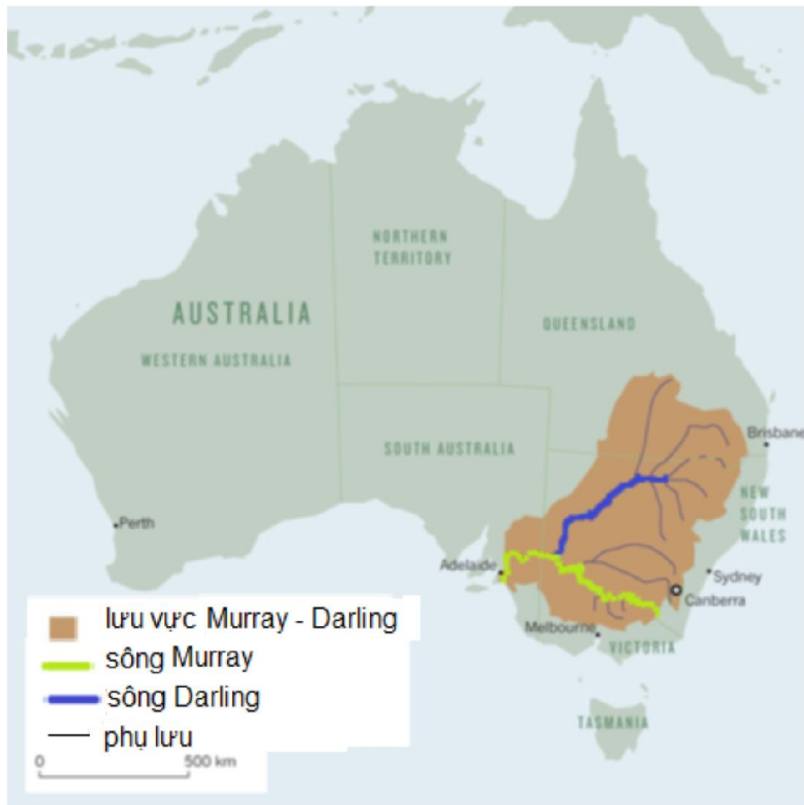 NORTHERN
TERRITORY
AUSTRALIA
QUEENSLAND
WESTERN AUSTRALIA
SOUTH AUSTRALIA
Brisbane
NEW
SOUTH
WALES
Perth
Adelaide
Sydney
Canberra
Melbourne
VICTORIA
TASMANIA
lưu vực Murray - Darling
sông Murray
sông Darling
phụ lưu
0 500 km